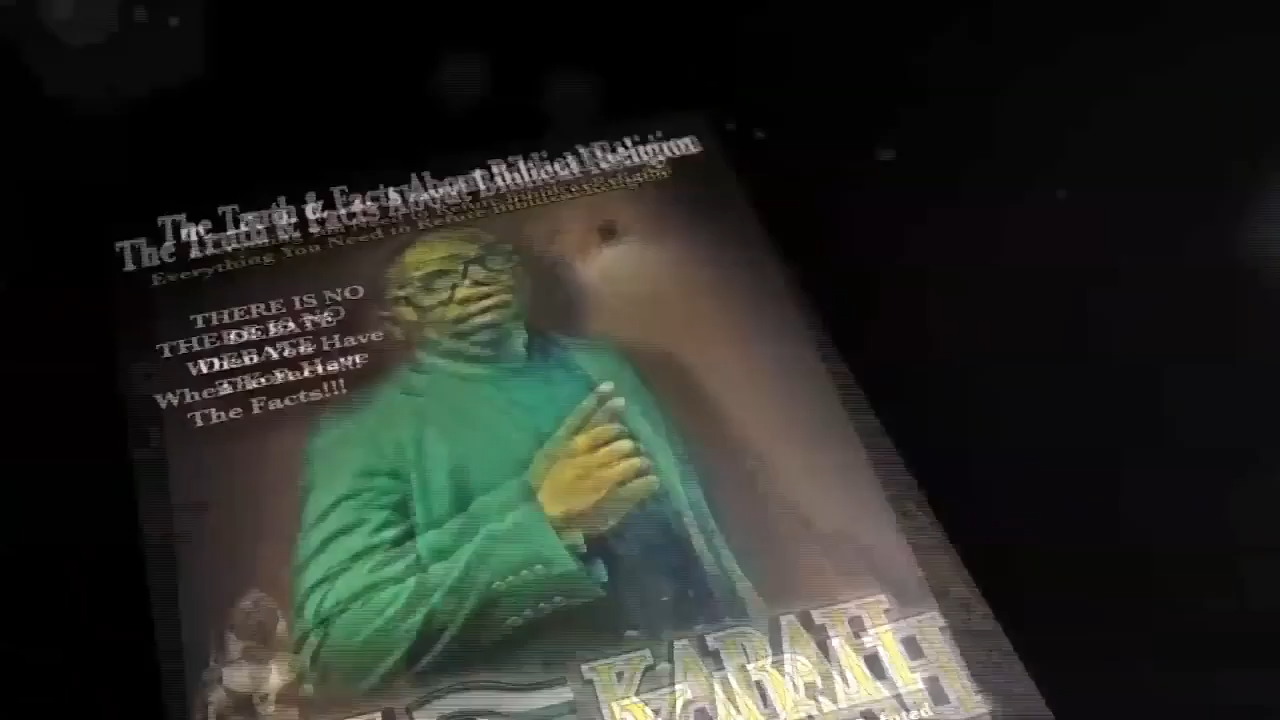 The Truth & Facts About Biblical Religion
Everything You Need to Refute Biblical Religion
THERE IS NO
DEBATE
When You Have
The Facts!!!
KABAH